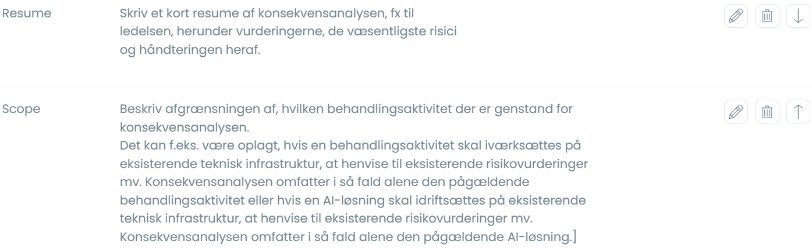 Resume
Skriv et kort resume af konsekvensanalysen, fx til
ledelsen, herunder vurderingerne, de væsentligste risici
og håndteringen heraf.
Scope
Beskriv afgrænsningen af, hvilken behandlingsaktivitet der er genstand for
konsekvensanalysen.
Det kan f.eks. være oplagt, hvis en behandlingsaktivitet skal iværksættes på
eksisterende teknisk infrastruktur, at henvise til eksisterende risikovurderinger
mv. Konsekvensanalysen omfatter i så fald alene den pågældende
behandlingsaktivitet eller hvis en AI-løsning skal idriftsættes på eksisterende
teknisk infrastruktur, at henvise til eksisterende risikovurderinger mv.
Konsekvensanalysen omfatter i så fald alene den pågældende AI-løsning.]